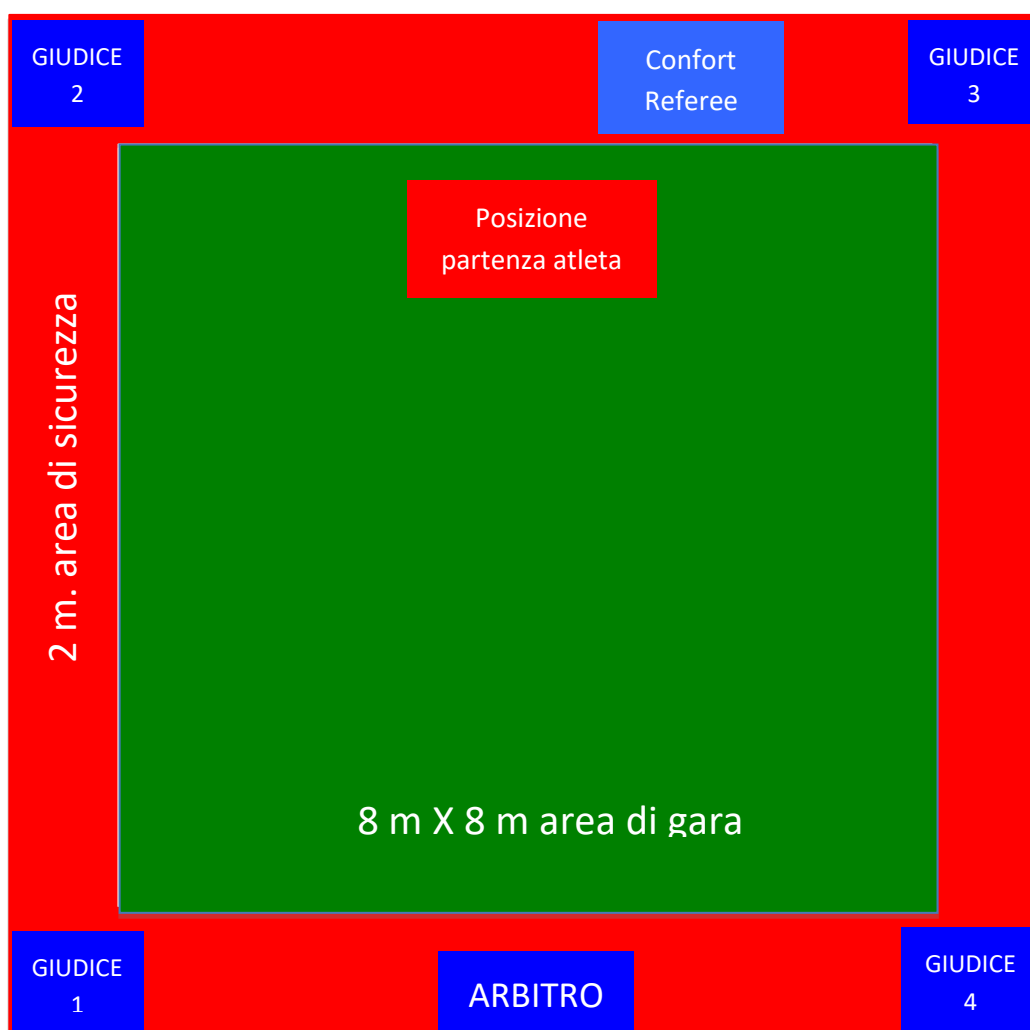 GIUDICE
2
Confort
Referee
GIUDICE
3
Posizione
partenza atleta
2 m. area di sicurezza
8 m X 8 m area di gara
GIUDICE
1
ARBITRO
GIUDICE
4